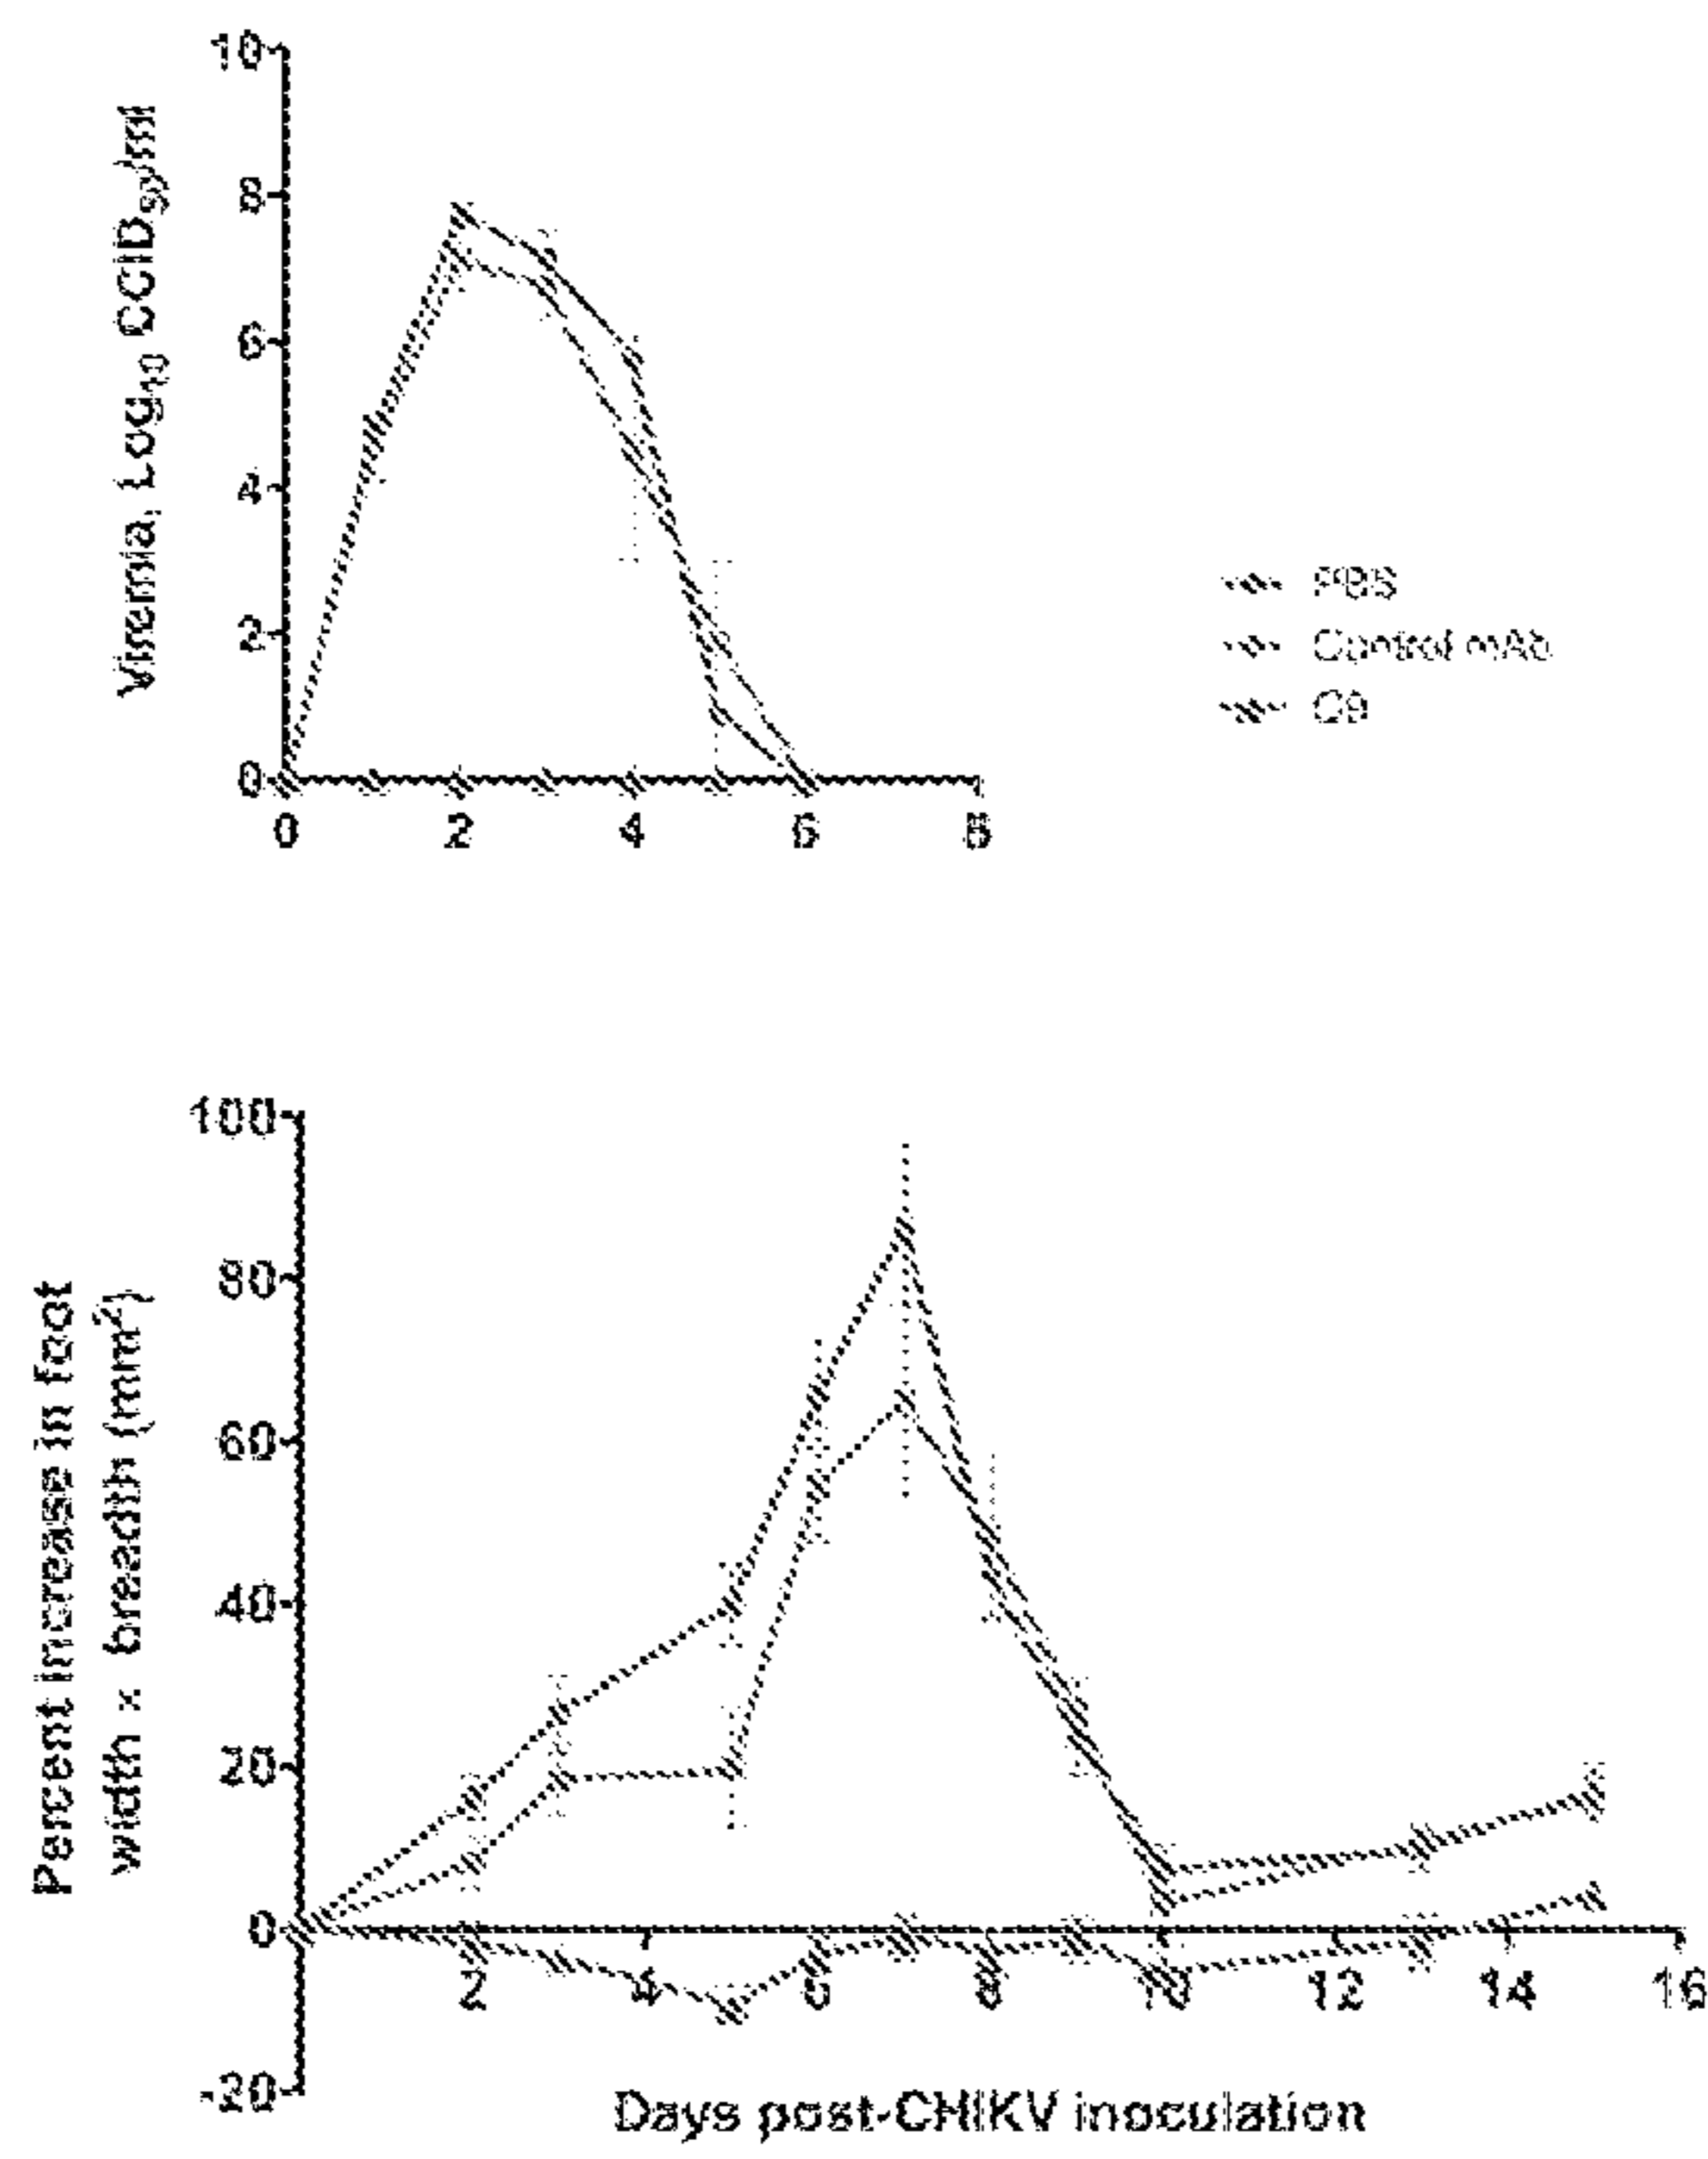 Viremia, Log10 CCID50/ml
10
8
6
4
2
0
0 2 4 6 8
PBS
Control mAb
C9
Percent increase in foot
width × breadth (mm²)
100
80
60
40
20
0
-20
2 4 6 8 10 12 14 16
Days post-CHIKV inoculation